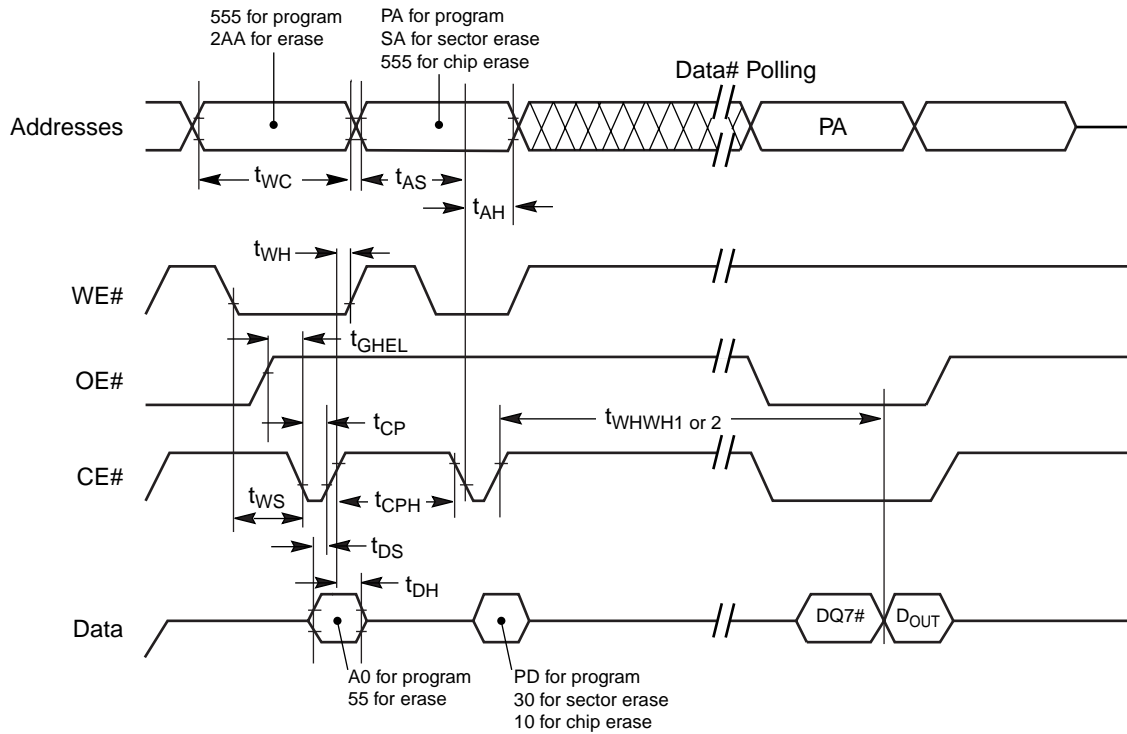 555 for program
2AA for erase
PA for program
SA for sector erase
555 for chip erase
Data# Polling
Addresses
PA
tWC
tAS
tAH
tWH
WE#
tGHEL
OE#
tWHWH1 or 2
tCP
CE#
tWS
tCPH
tDS
tDH
Data
DQ7#
DOUT
A0 for program
55 for erase
PD for program
30 for sector erase
10 for chip erase